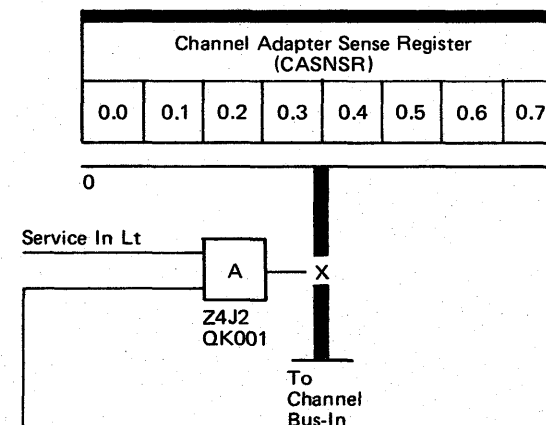 Channel Adapter Sense Register
(CASNSR)
0.0 0.1 0.2 0.3 0.4 0.5 0.6 0.7
0
Service In Lt
A
X
Z4J2
QK001
To
Channel
Bus-In